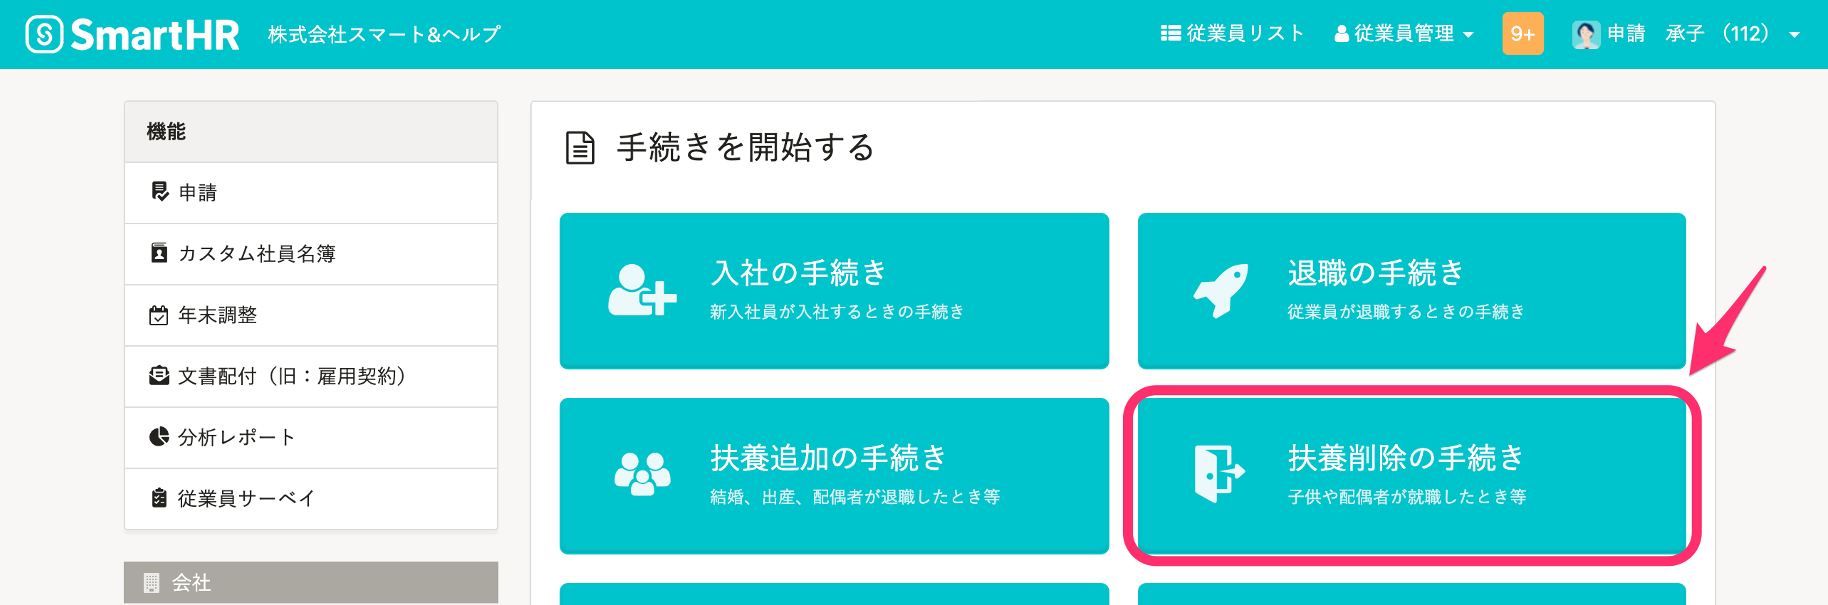 SmartHR 株式会社スマート&ヘルプ 従業員リスト 従業員管理 9+ 申請 承子 （112）
機能
申請
カスタム社員名簿
年末調整
文書配付（旧：雇用契約）
分析レポート
従業員サーベイ
会社
手続きを開始する
入社の手続き
新入社員が入社するときの手続き
退職の手続き
従業員が退職するときの手続き
扶養追加の手続き
結婚、出産、配偶者が退職したとき等
扶養削除の手続き
子供や配偶者が就職したとき等